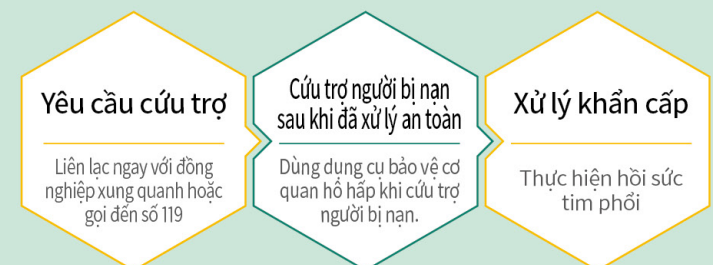 Yêu cầu cứu trợ
Liên lạc ngay với đồng
nghiệp xung quanh hoặc
gọi đến số 119
Cứu trợ người bị nạn
sau khi đã xử lý an toàn
Dùng dụng cụ bảo vệ cơ
quan hô hấp khi cứu trợ
người bị nạn.
Xử lý khẩn cấp
Thực hiện hồi sức
tim phổi